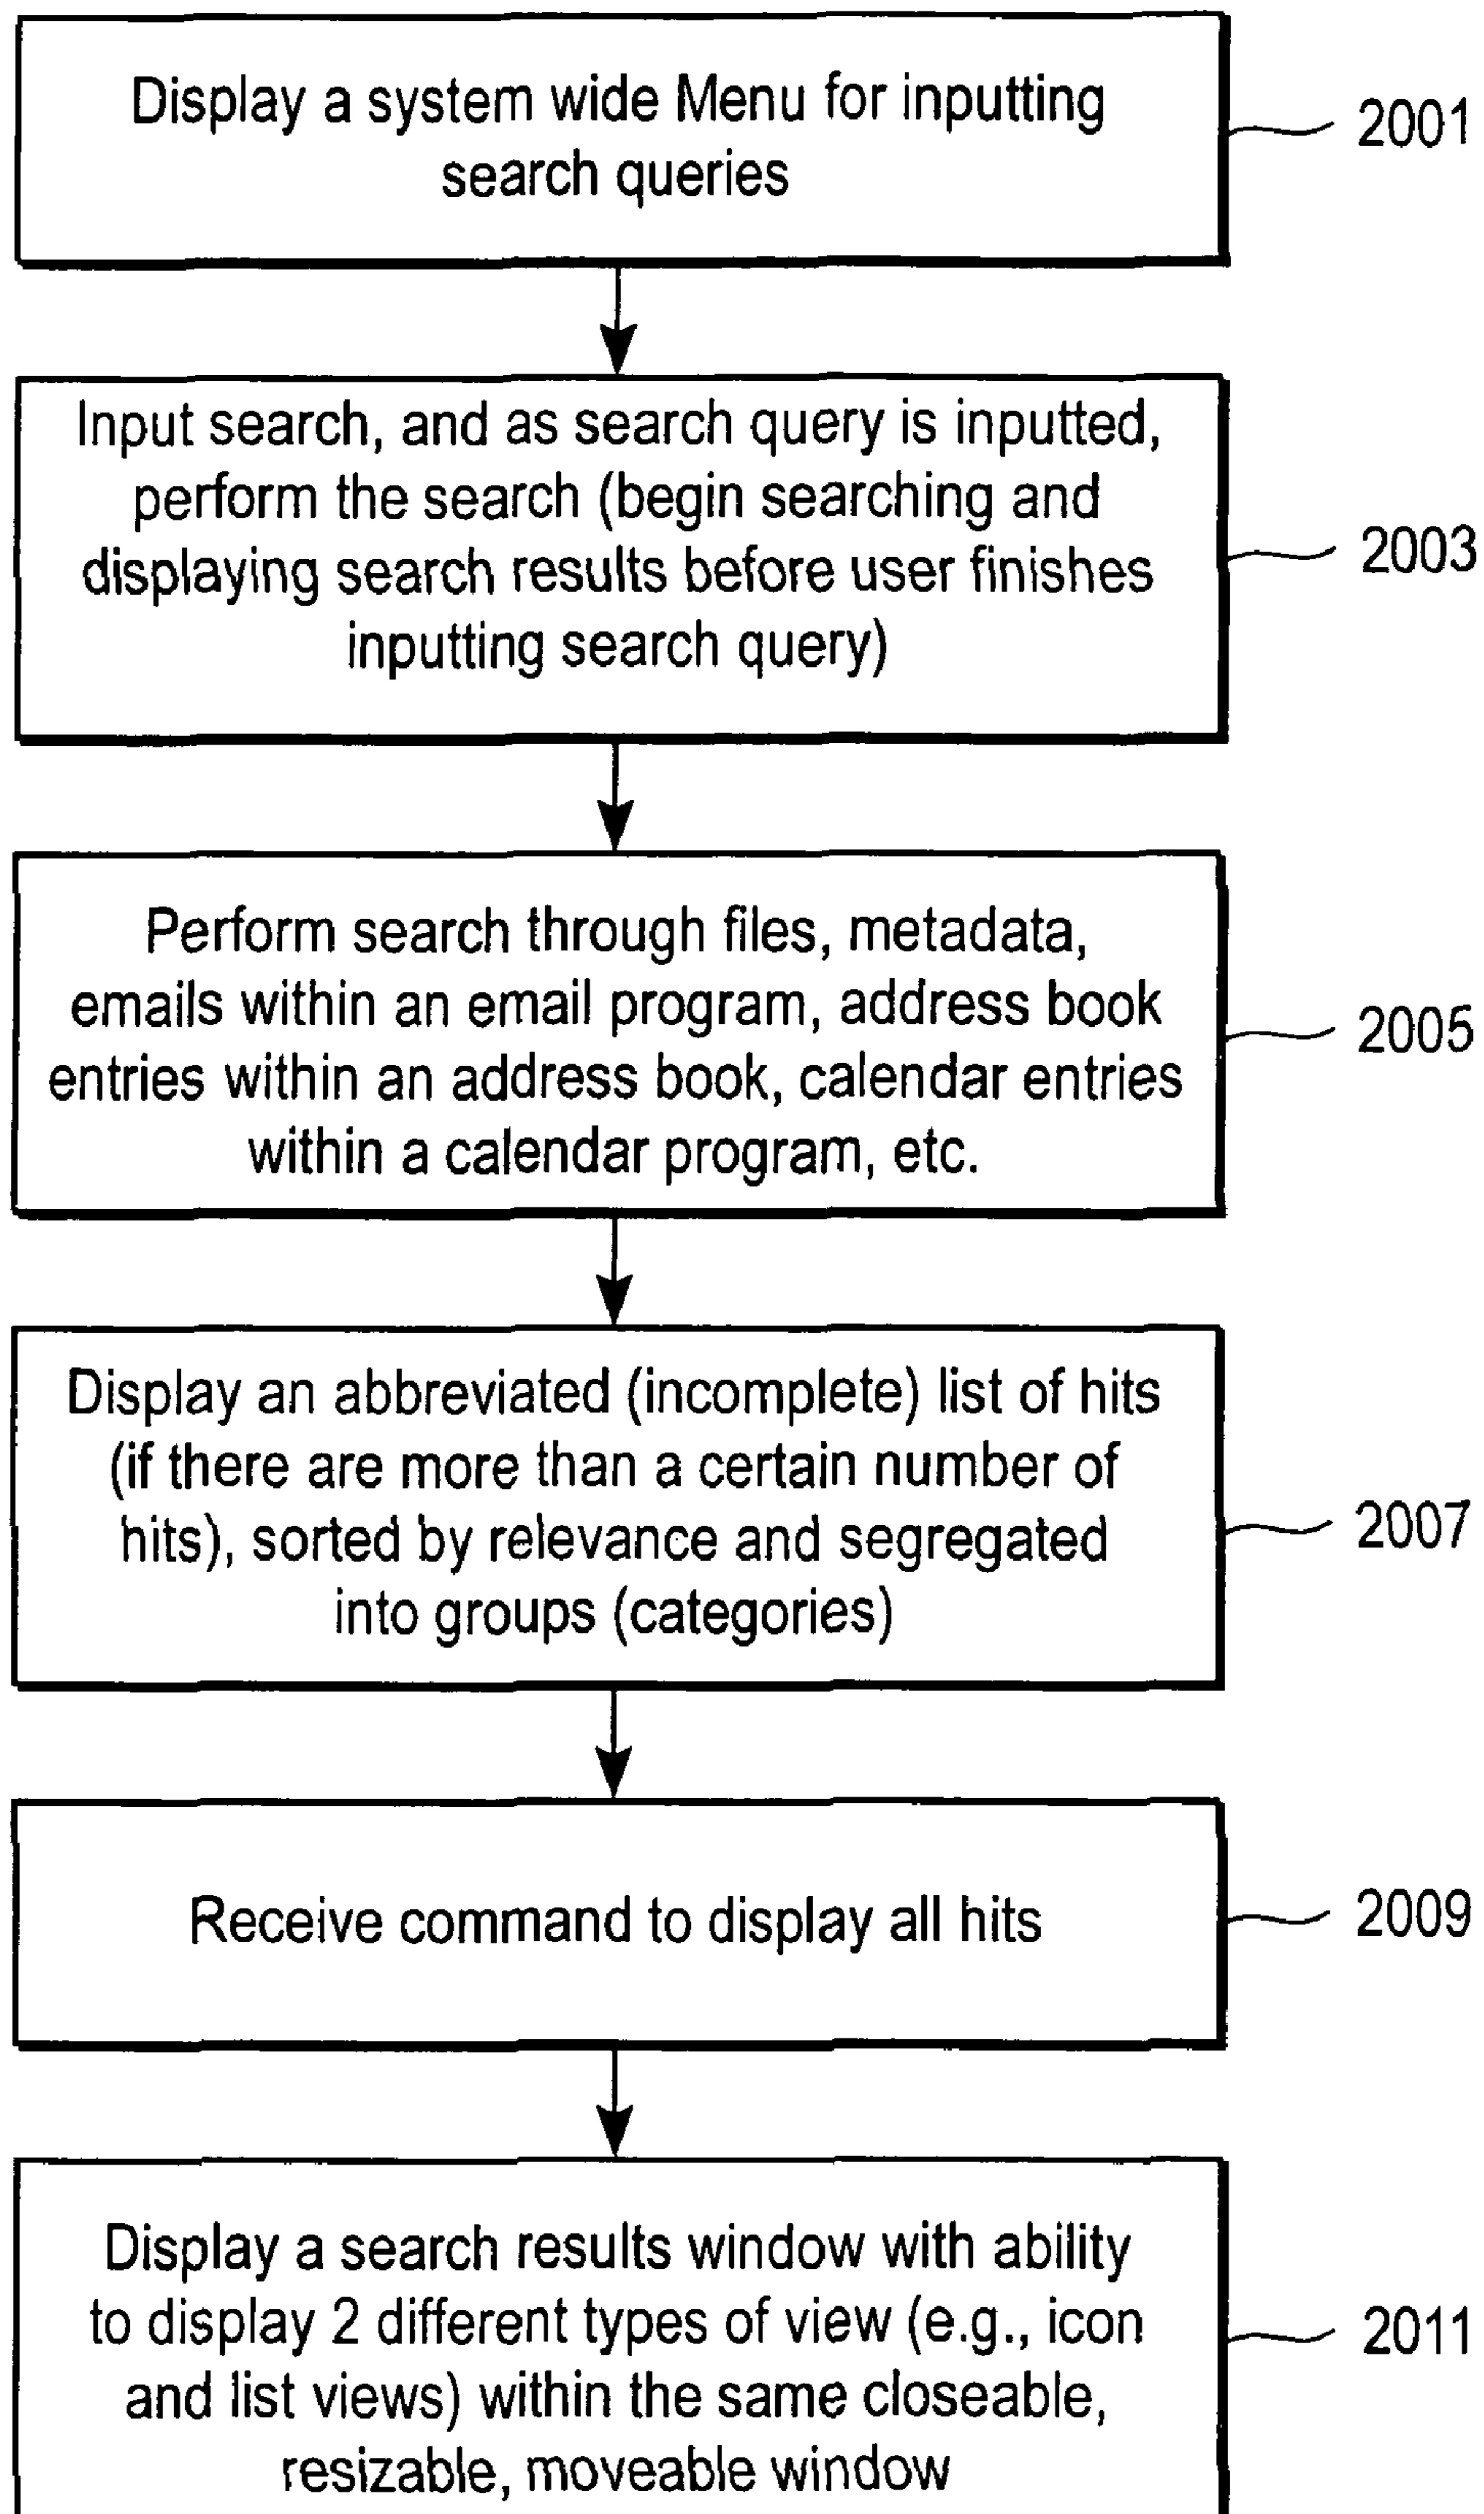 Display a system wide Menu for inputting
search queries
2001
Input search, and as search query is inputted,
perform the search (begin searching and
displaying search results before user finishes
inputting search query)
2003
Perform search through files, metadata,
emails within an email program, address book
entries within an address book, calendar entries
within a calendar program, etc.
2005
Display an abbreviated (incomplete) list of hits
(if there are more than a certain number of
hits), sorted by relevance and segregated
into groups (categories)
2007
Receive command to display all hits
2009
Display a search results window with ability
to display 2 different types of view (e.g., icon
and list views) within the same closeable,
resizable, moveable window
2011